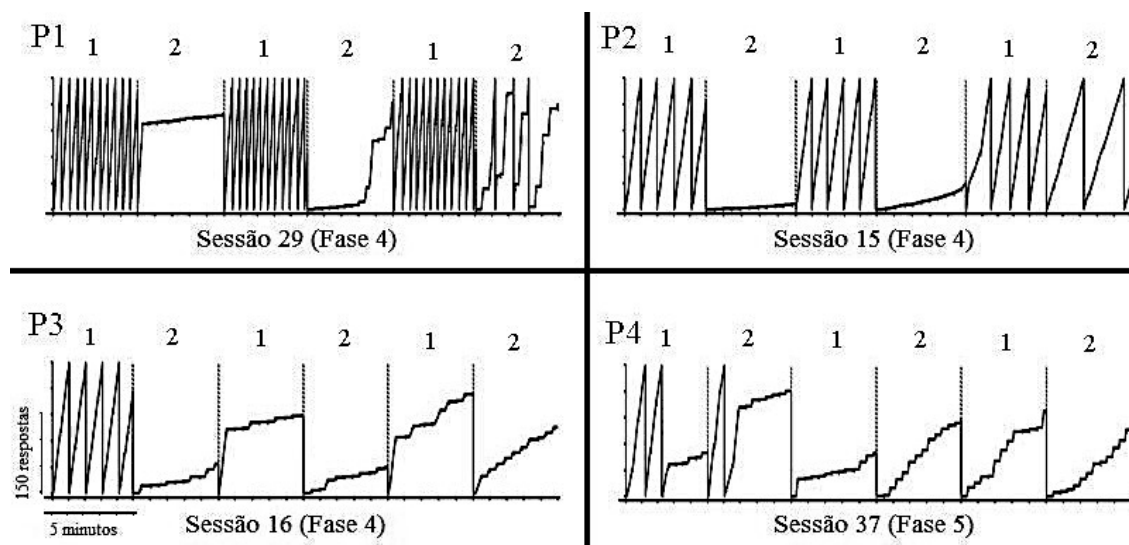 P1
1 2 1 2 1 2
Sessão 29 (Fase 4)
P2
1 2 1 2 1 2
Sessão 15 (Fase 4)
P3
1 2 1 2 1 2
150 respostas
5 minutos
Sessão 16 (Fase 4)
P4
1 2 1 2 1 2
Sessão 37 (Fase 5)